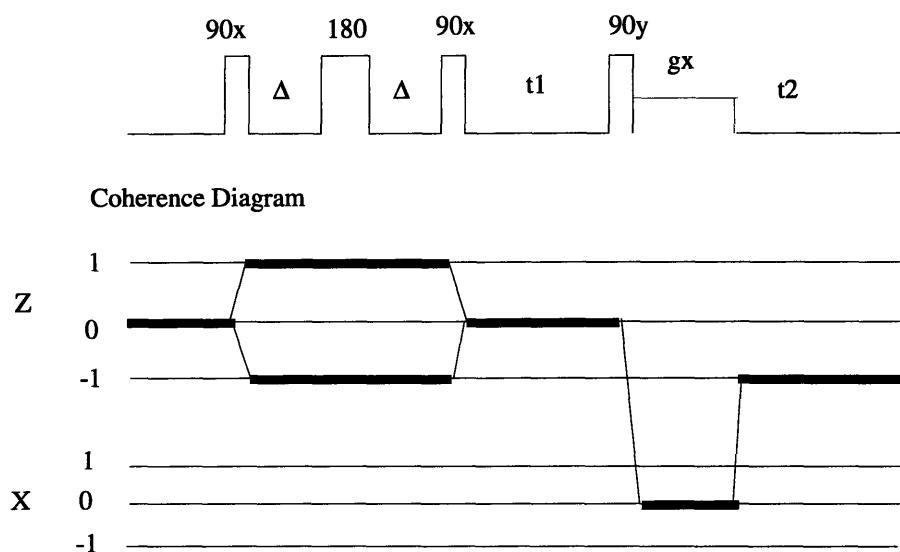 90x 180 90x 90y gx
Δ Δ t1 t2
Coherence Diagram
1
Z
0
-1
1
X 0
-1